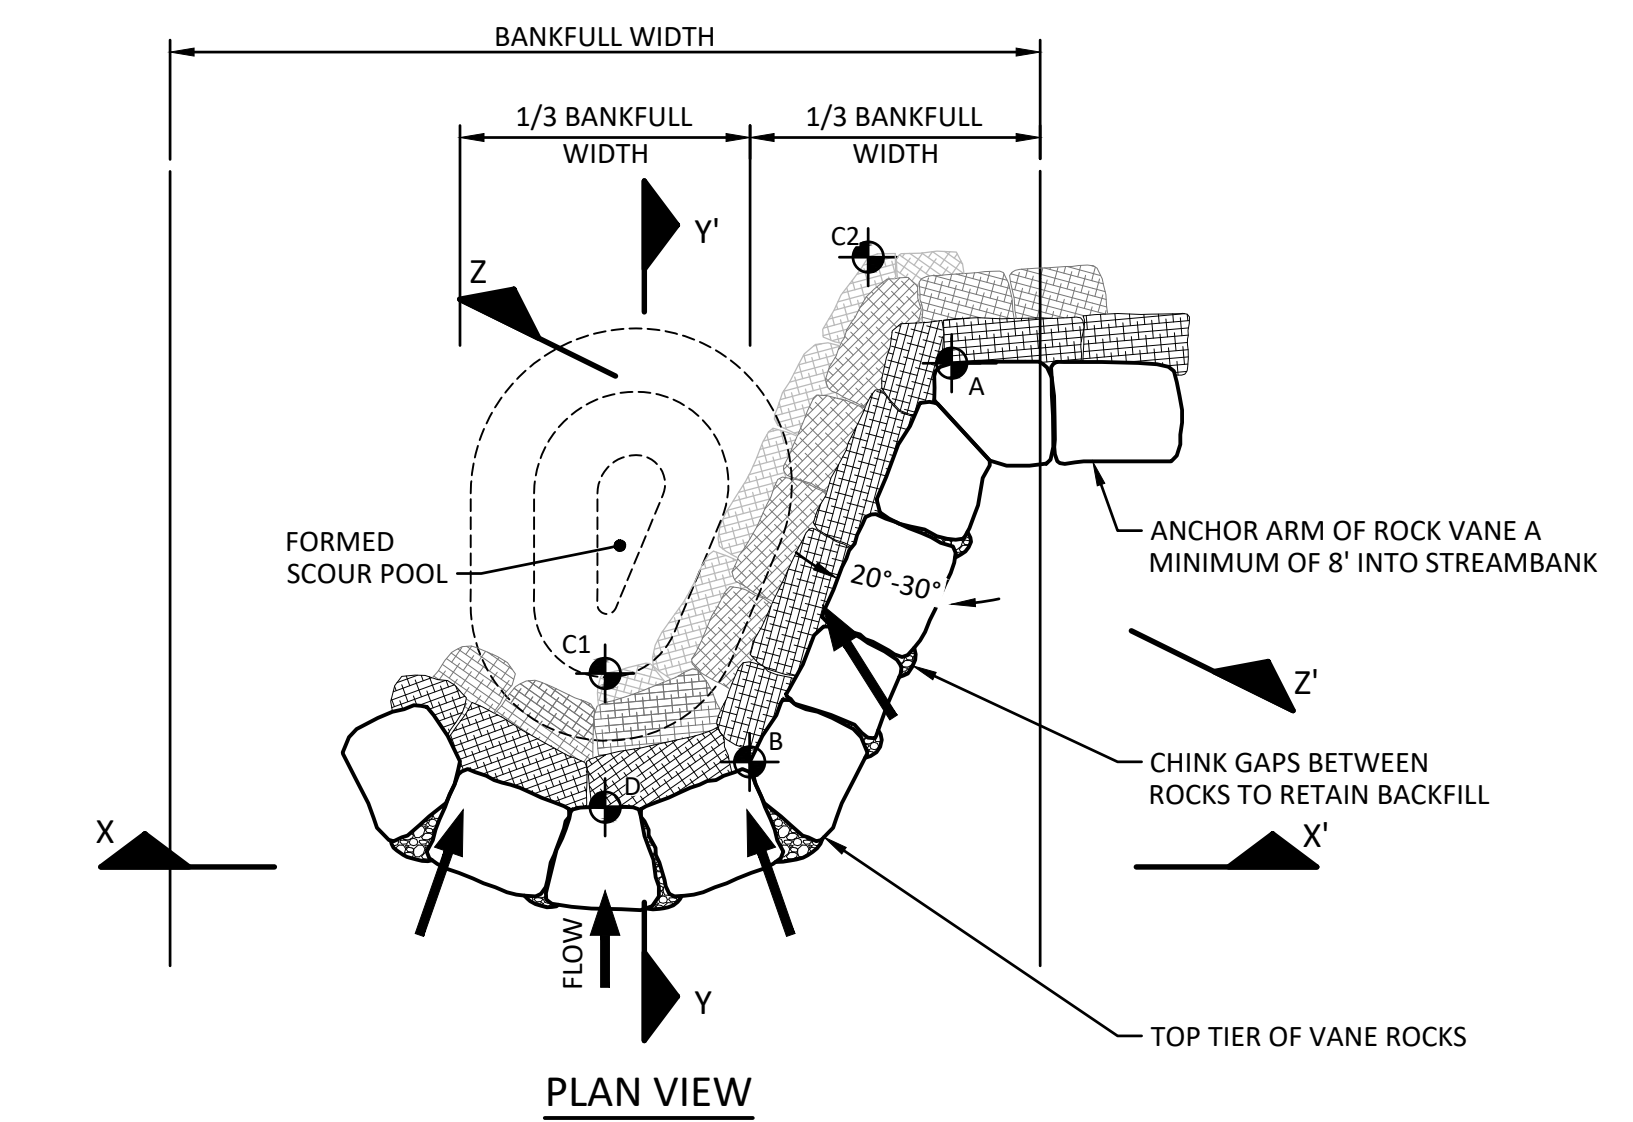 BANKFULL WIDTH
1/3 BANKFULL
WIDTH
1/3 BANKFULL
WIDTH
Y'
C2
Z
A
ANCHOR ARM OF ROCK VANE A
MINIMUM OF 8' INTO STREAMBANK
FORMED
SCOUR POOL
20°-30°
C1
Z'
B
CHINK GAPS BETWEEN
ROCKS TO RETAIN BACKFILL
D
X
X'
FLOW
Y
TOP TIER OF VANE ROCKS
PLAN VIEW